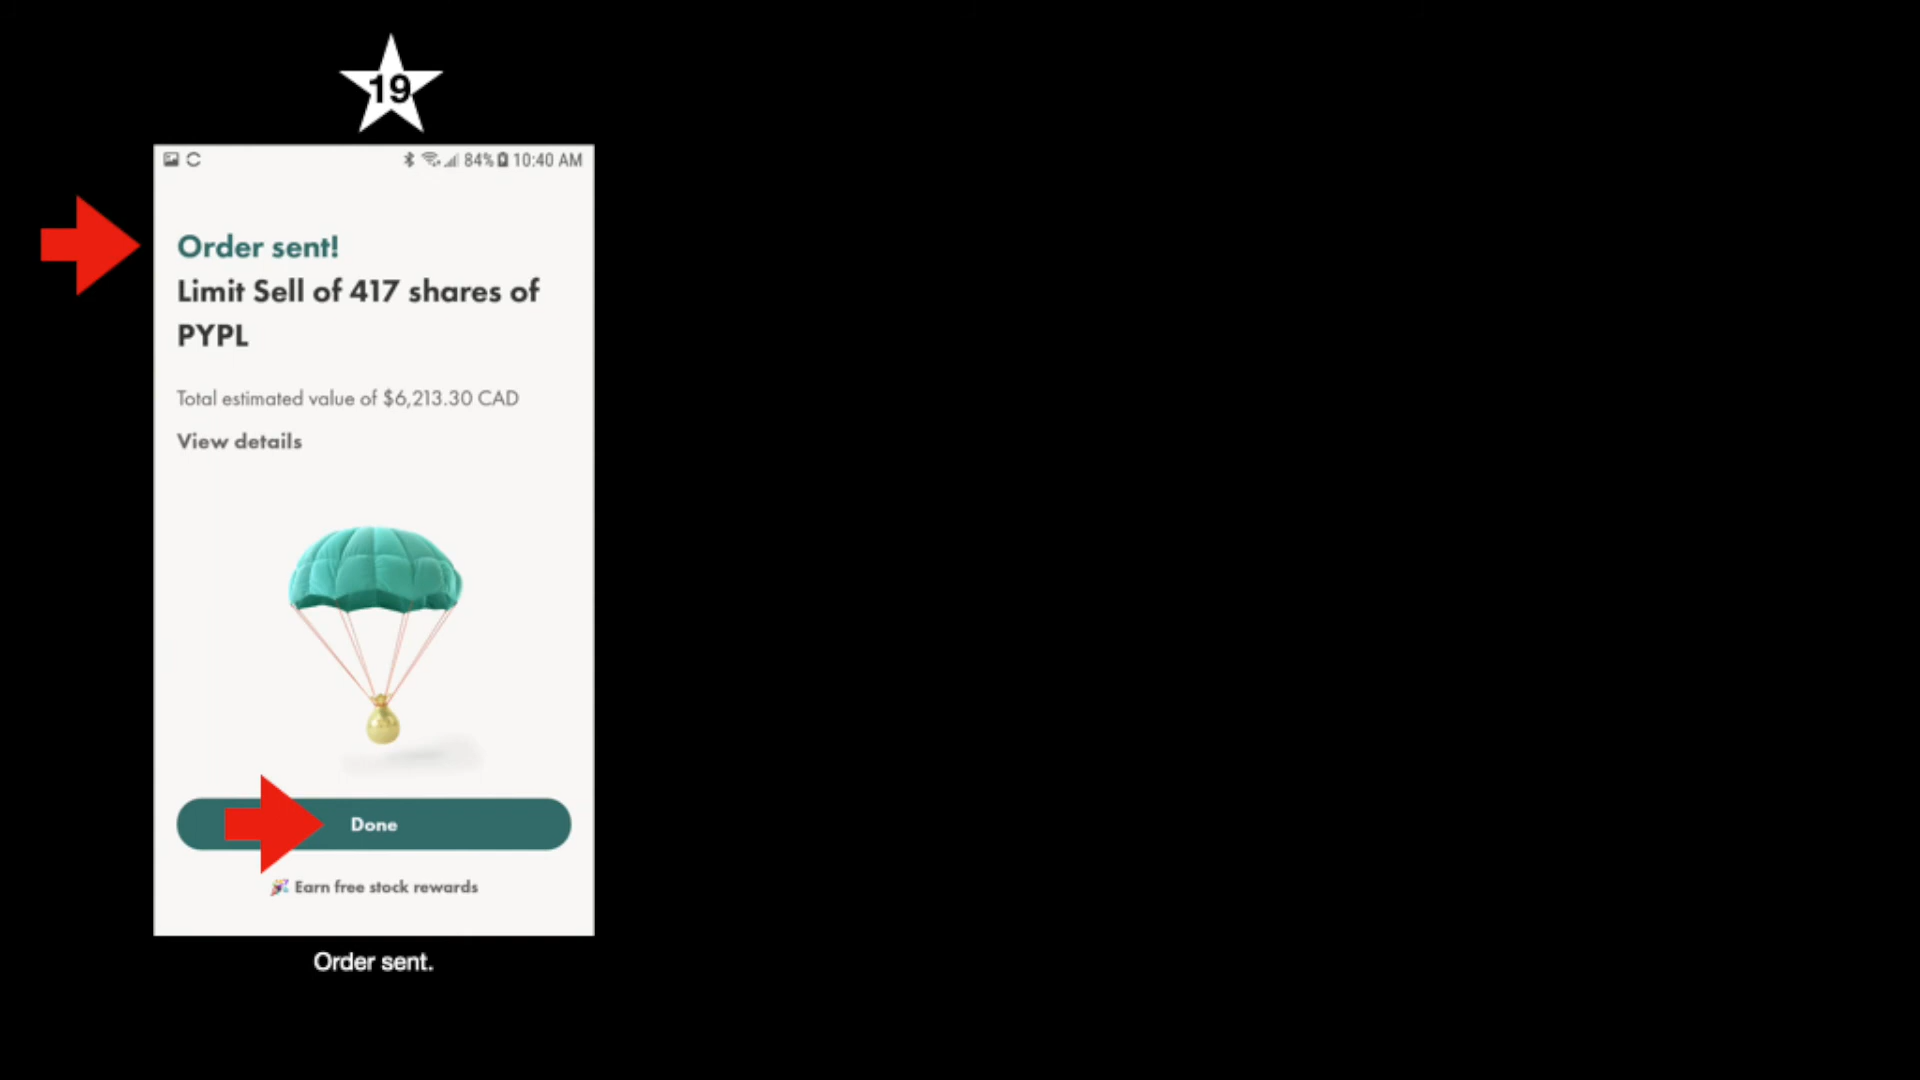 19
84% 10:40 AM
Order sent!
Limit Sell of 417 shares of
PYPL
Total estimated value of $6,213.30 CAD
View details
Done
Earn free stock rewards
Order sent.